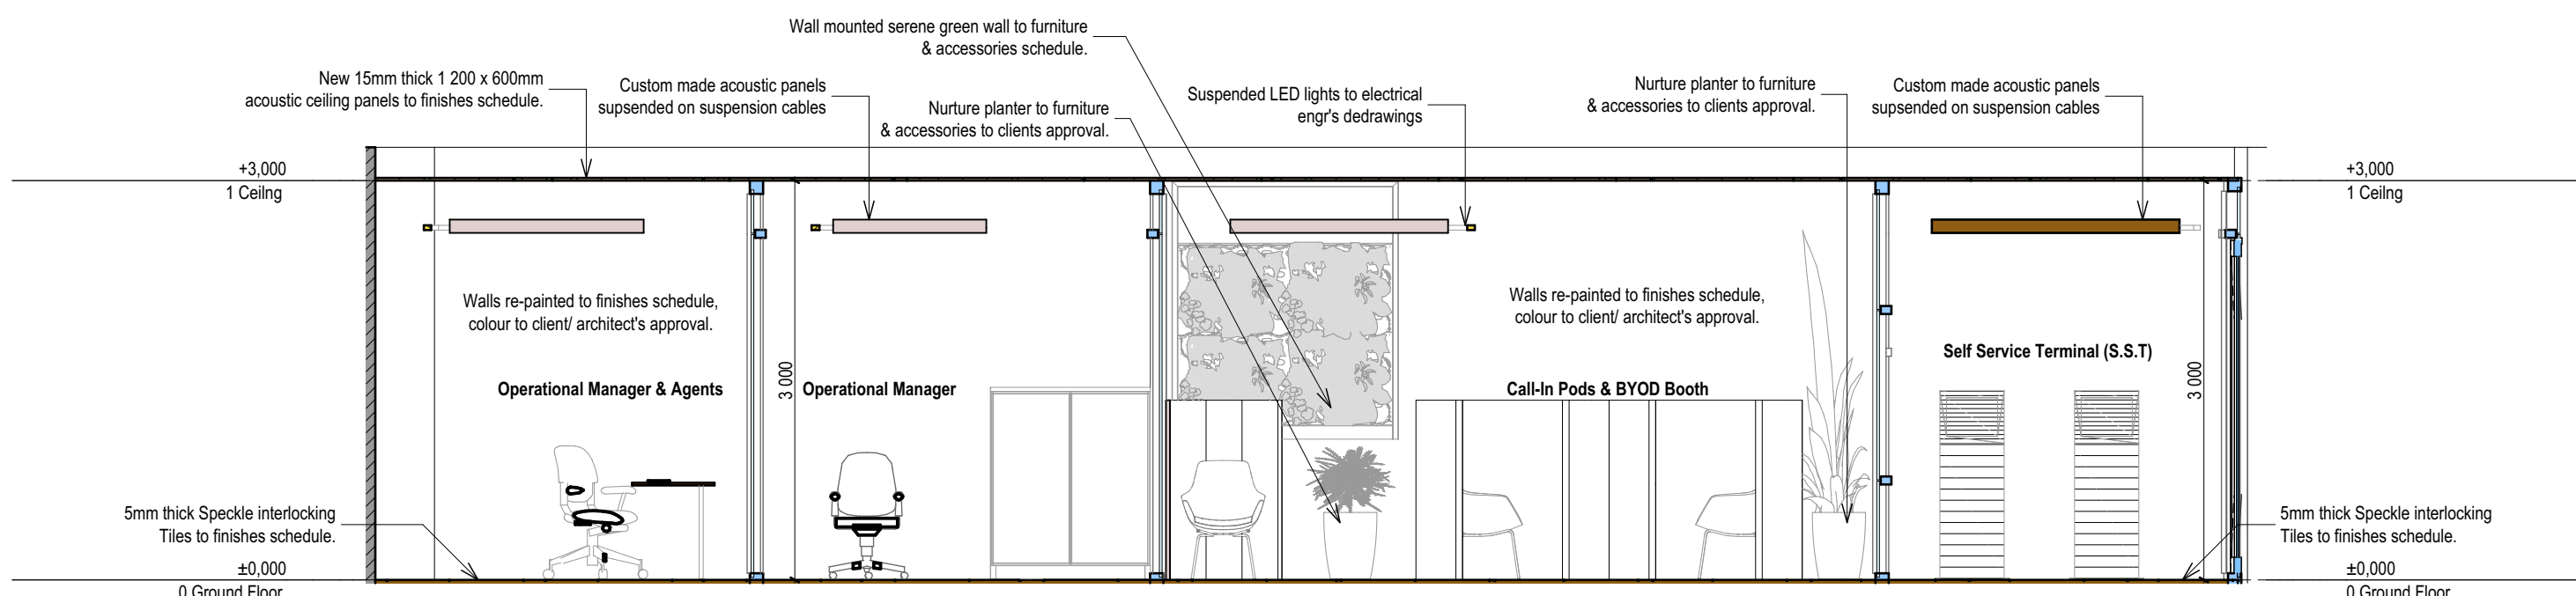 Wall mounted serene green wall to furniture
& accessories schedule.
New 15mm thick 1 200 x 600mm
acoustic ceiling panels to finishes schedule.
Custom made acoustic panels
supsended on suspension cables
Nurture planter to furniture
& accessories to clients approval.
Suspended LED lights to electrical
engr's dedrawings
Nurture planter to furniture
& accessories to clients approval.
Custom made acoustic panels
supsended on suspension cables
+3,000
1 Ceilng
+3,000
1 Ceilng
Walls re-painted to finishes schedule,
colour to client/ architect's approval.
Walls re-painted to finishes schedule,
colour to client/ architect's approval.
Operational Manager & Agents
3 000
Operational Manager
Call-In Pods & BYOD Booth
Self Service Terminal (S.S.T)
3 000
5mm thick Speckle interlocking
Tiles to finishes schedule.
5mm thick Speckle interlocking
Tiles to finishes schedule.
±0,000
0 Ground Floor
±0,000
0 Ground Floor